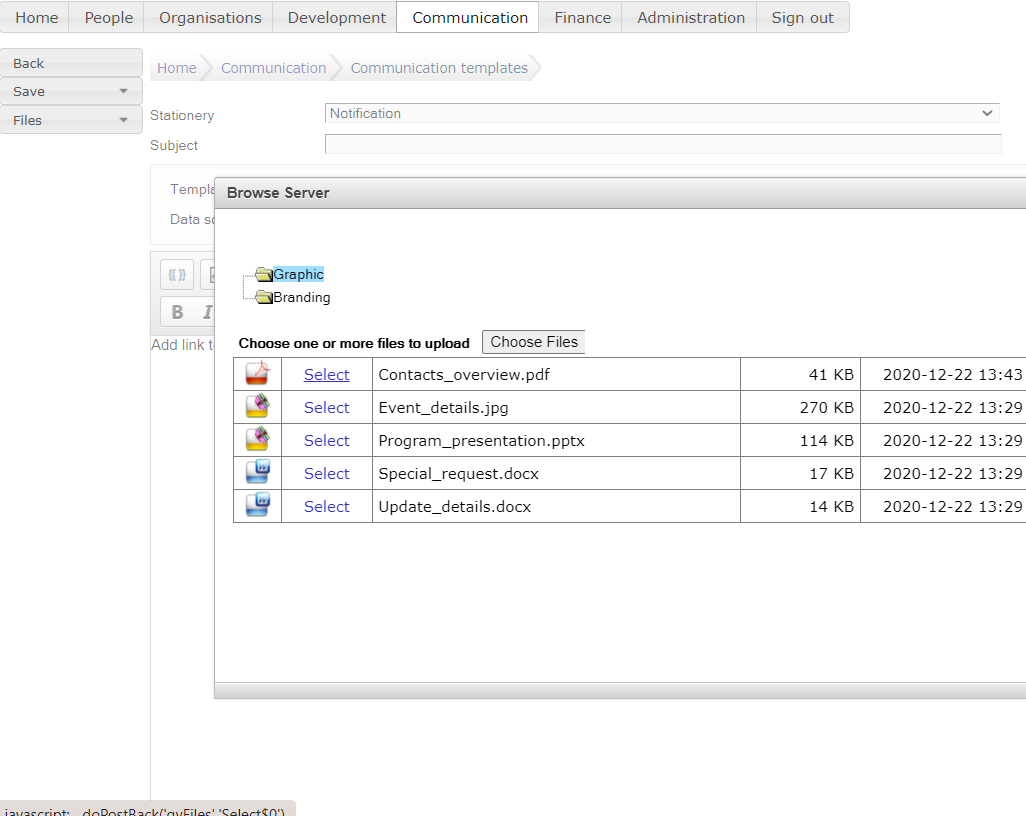 Home People Organisations Development Communication Finance Administration Sign out
Back
Save
Files
Home Communication Communication templates
Stationery Notification
Subject
Templa
Data so
Browse Server
Graphic
Branding
B I
Add link t
Choose one or more files to upload Choose Files
Select Contacts_overview.pdf 41 KB 2020-12-22 13:43
Select Event_details.jpg 270 KB 2020-12-22 13:29
Select Program_presentation.pptx 114 KB 2020-12-22 13:29
Select Special_request.docx 17 KB 2020-12-22 13:29
Select Update_details.docx 14 KB 2020-12-22 13:29
javascript:__doPostBack('gvFiles','Select$0')